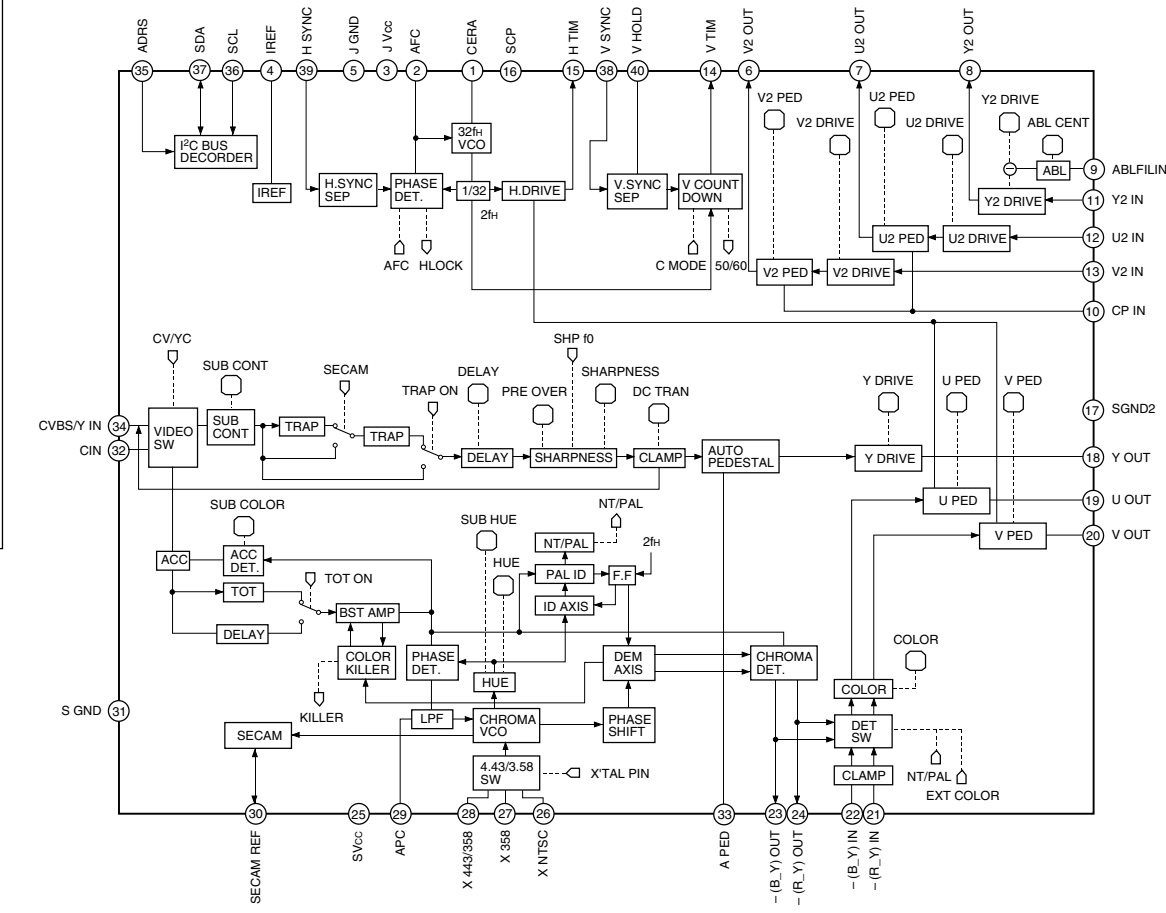 ADRS
SDA
SCL
IREF
H SYNC
J GND
J Vcc
AFC
CERA
SCP
H TIM
V SYNC
V HOLD
V TIM
V2 OUT
U2 OUT
Y2 OUT
35
37
36
4
39
5
3
2
1
16
15
38
40
14
6
7
8
V2 PED
V2 DRIVE
U2 PED
U2 DRIVE
Y2 DRIVE
ABL CENT
I²C BUS
DECORDER
32fH
VCO
IREF
H.SYNC
SEP
PHASE
DET.
1/32
2fH
H.DRIVE
V.SYNC
SEP
V COUNT
DOWN
ABL
9
ABLFILIN
Y2 DRIVE
11
Y2 IN
U2 PED
U2 DRIVE
12
U2 IN
AFC
HLOCK
C MODE
50/60
V2 PED
V2 DRIVE
13
V2 IN
10
CP IN
CV/YC
SUB CONT
SECAM
TRAP ON
DELAY
PRE OVER
SHP f0
SHARPNESS
DC TRAN
Y DRIVE
U PED
V PED
17
SGND2
CVBS/Y IN
34
CIN
32
VIDEO
SW
SUB
CONT
TRAP
TRAP
DELAY
SHARPNESS
CLAMP
AUTO
PEDESTAL
Y DRIVE
18
Y OUT
U PED
19
U OUT
V PED
20
V OUT
SUB COLOR
SUB HUE
HUE
NT/PAL
2fH
ACC
ACC
DET.
TOT
TOT ON
DELAY
BST AMP
NT/PAL
PAL ID
F.F
ID AXIS
COLOR
KILLER
PHASE
DET.
HUE
DEM
AXIS
CHROMA
DET.
COLOR
COLOR
S GND
31
KILLER
LPF
SECAM
CHROMA
VCO
PHASE
SHIFT
DET
SW
4.43/3.58
SW
X'TAL PIN
CLAMP
NT/PAL
EXT COLOR
30
25
29
28
27
26
33
23
24
22
21
SECAM REF
SVcc
APC
X 443/358
X 358
X NTSC
A PED
– (B_Y) OUT
– (R_Y) OUT
– (B_Y) IN
– (R_Y) IN